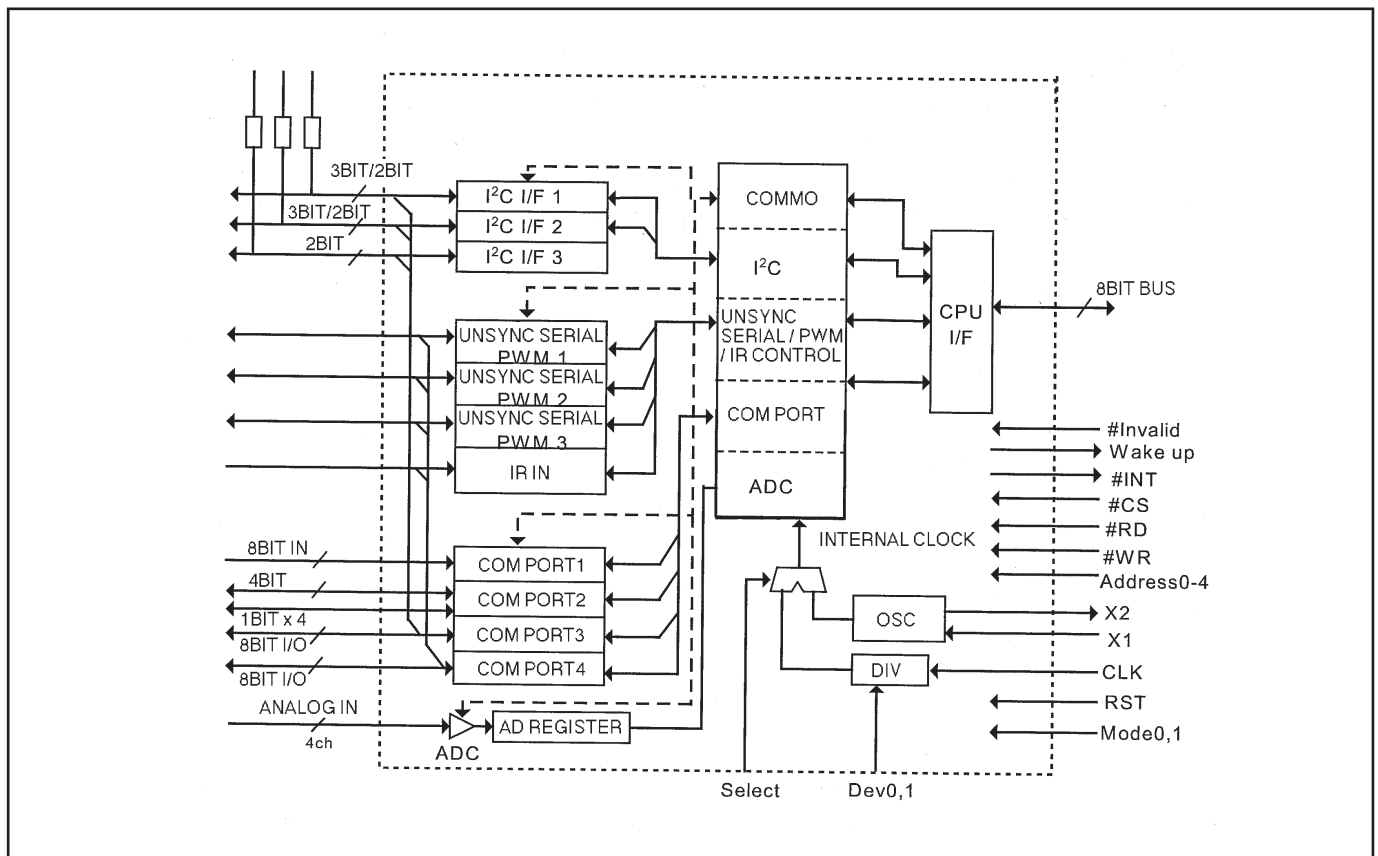 3BIT/2BIT
3BIT/2BIT
2BIT
I²C I/F 1
I²C I/F 2
I²C I/F 3
UNSYNC SERIAL
PWM 1
UNSYNC SERIAL
PWM 2
UNSYNC SERIAL
PWM 3
IR IN
8BIT IN
4BIT
1BIT x 4
8BIT I/O
8BIT I/O
COM PORT1
COM PORT2
COM PORT3
COM PORT4
ANALOG IN
4ch
ADC
AD REGISTER
COMMO
I²C
UNSYNC
SERIAL / PWM
/ IR CONTROL
COM PORT
ADC
CPU
I/F
8BIT BUS
INTERNAL CLOCK
OSC
DIV
#Invalid
Wake up
#INT
#CS
#RD
#WR
Address0-4
X2
X1
CLK
RST
Mode0,1
Select
Dev0,1